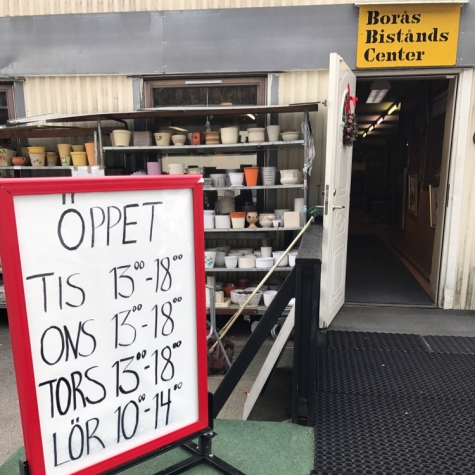 Borås
Bistånds
Center
ÖPPET
TIS 13⁰⁰-18⁰⁰
ONS 13⁰⁰-18⁰⁰
TORS 13⁰⁰-18⁰⁰
LÖR 10⁰⁰-14⁰⁰